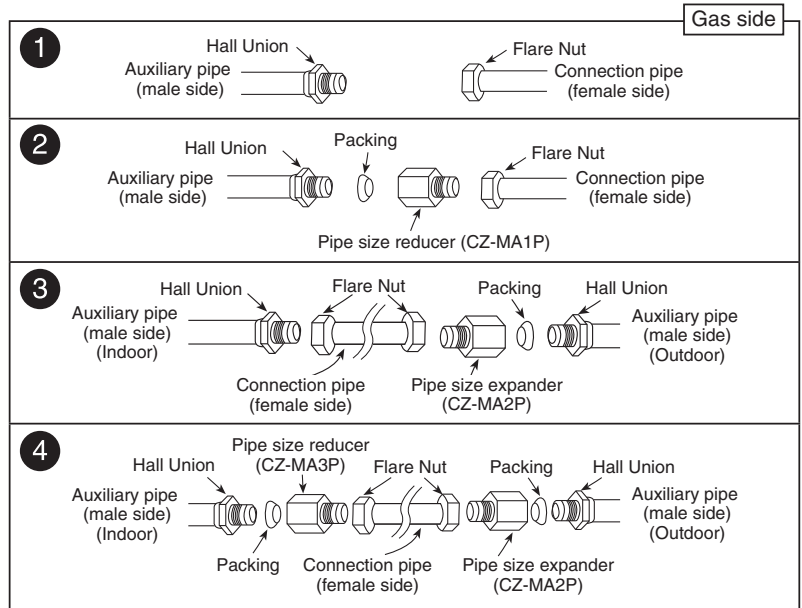 Gas side
1
Hall Union
Flare Nut
Auxiliary pipe
(male side)
Connection pipe
(female side)
2
Hall Union
Packing
Flare Nut
Auxiliary pipe
(male side)
Connection pipe
(female side)
Pipe size reducer (CZ-MA1P)
3
Hall Union
Flare Nut
Packing
Hall Union
Auxiliary pipe
(male side)
(Indoor)
Auxiliary pipe
(male side)
(Outdoor)
Connection pipe
(female side)
Pipe size expander
(CZ-MA2P)
4
Pipe size reducer
(CZ-MA3P)
Hall Union
Flare Nut
Packing
Hall Union
Auxiliary pipe
(male side)
(Indoor)
Auxiliary pipe
(male side)
(Outdoor)
Packing
Connection pipe
(female side)
Pipe size expander
(CZ-MA2P)